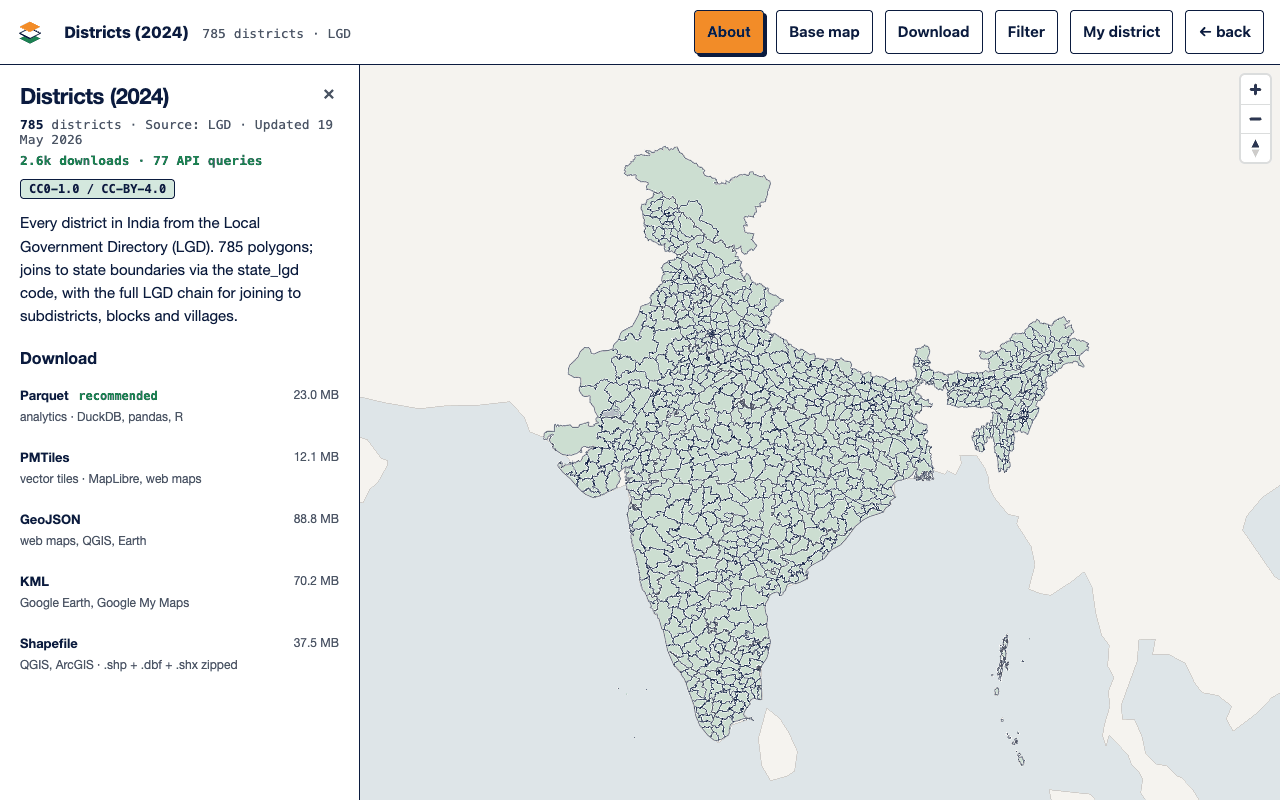 Districts (2024) 785 districts · LGD
About Base map Download Filter My district ← back
Districts (2024) ×
785 districts · Source: LGD · Updated 19
May 2026
2.6k downloads · 77 API queries
CC0-1.0 / CC-BY-4.0
Every district in India from the Local
Government Directory (LGD). 785 polygons;
joins to state boundaries via the state_lgd
code, with the full LGD chain for joining to
subdistricts, blocks and villages.
Download
Parquet recommended 23.0 MB
analytics · DuckDB, pandas, R
PMTiles 12.1 MB
vector tiles · MapLibre, web maps
GeoJSON 88.8 MB
web maps, QGIS, Earth
KML 70.2 MB
Google Earth, Google My Maps
Shapefile 37.5 MB
QGIS, ArcGIS · .shp + .dbf + .shx zipped